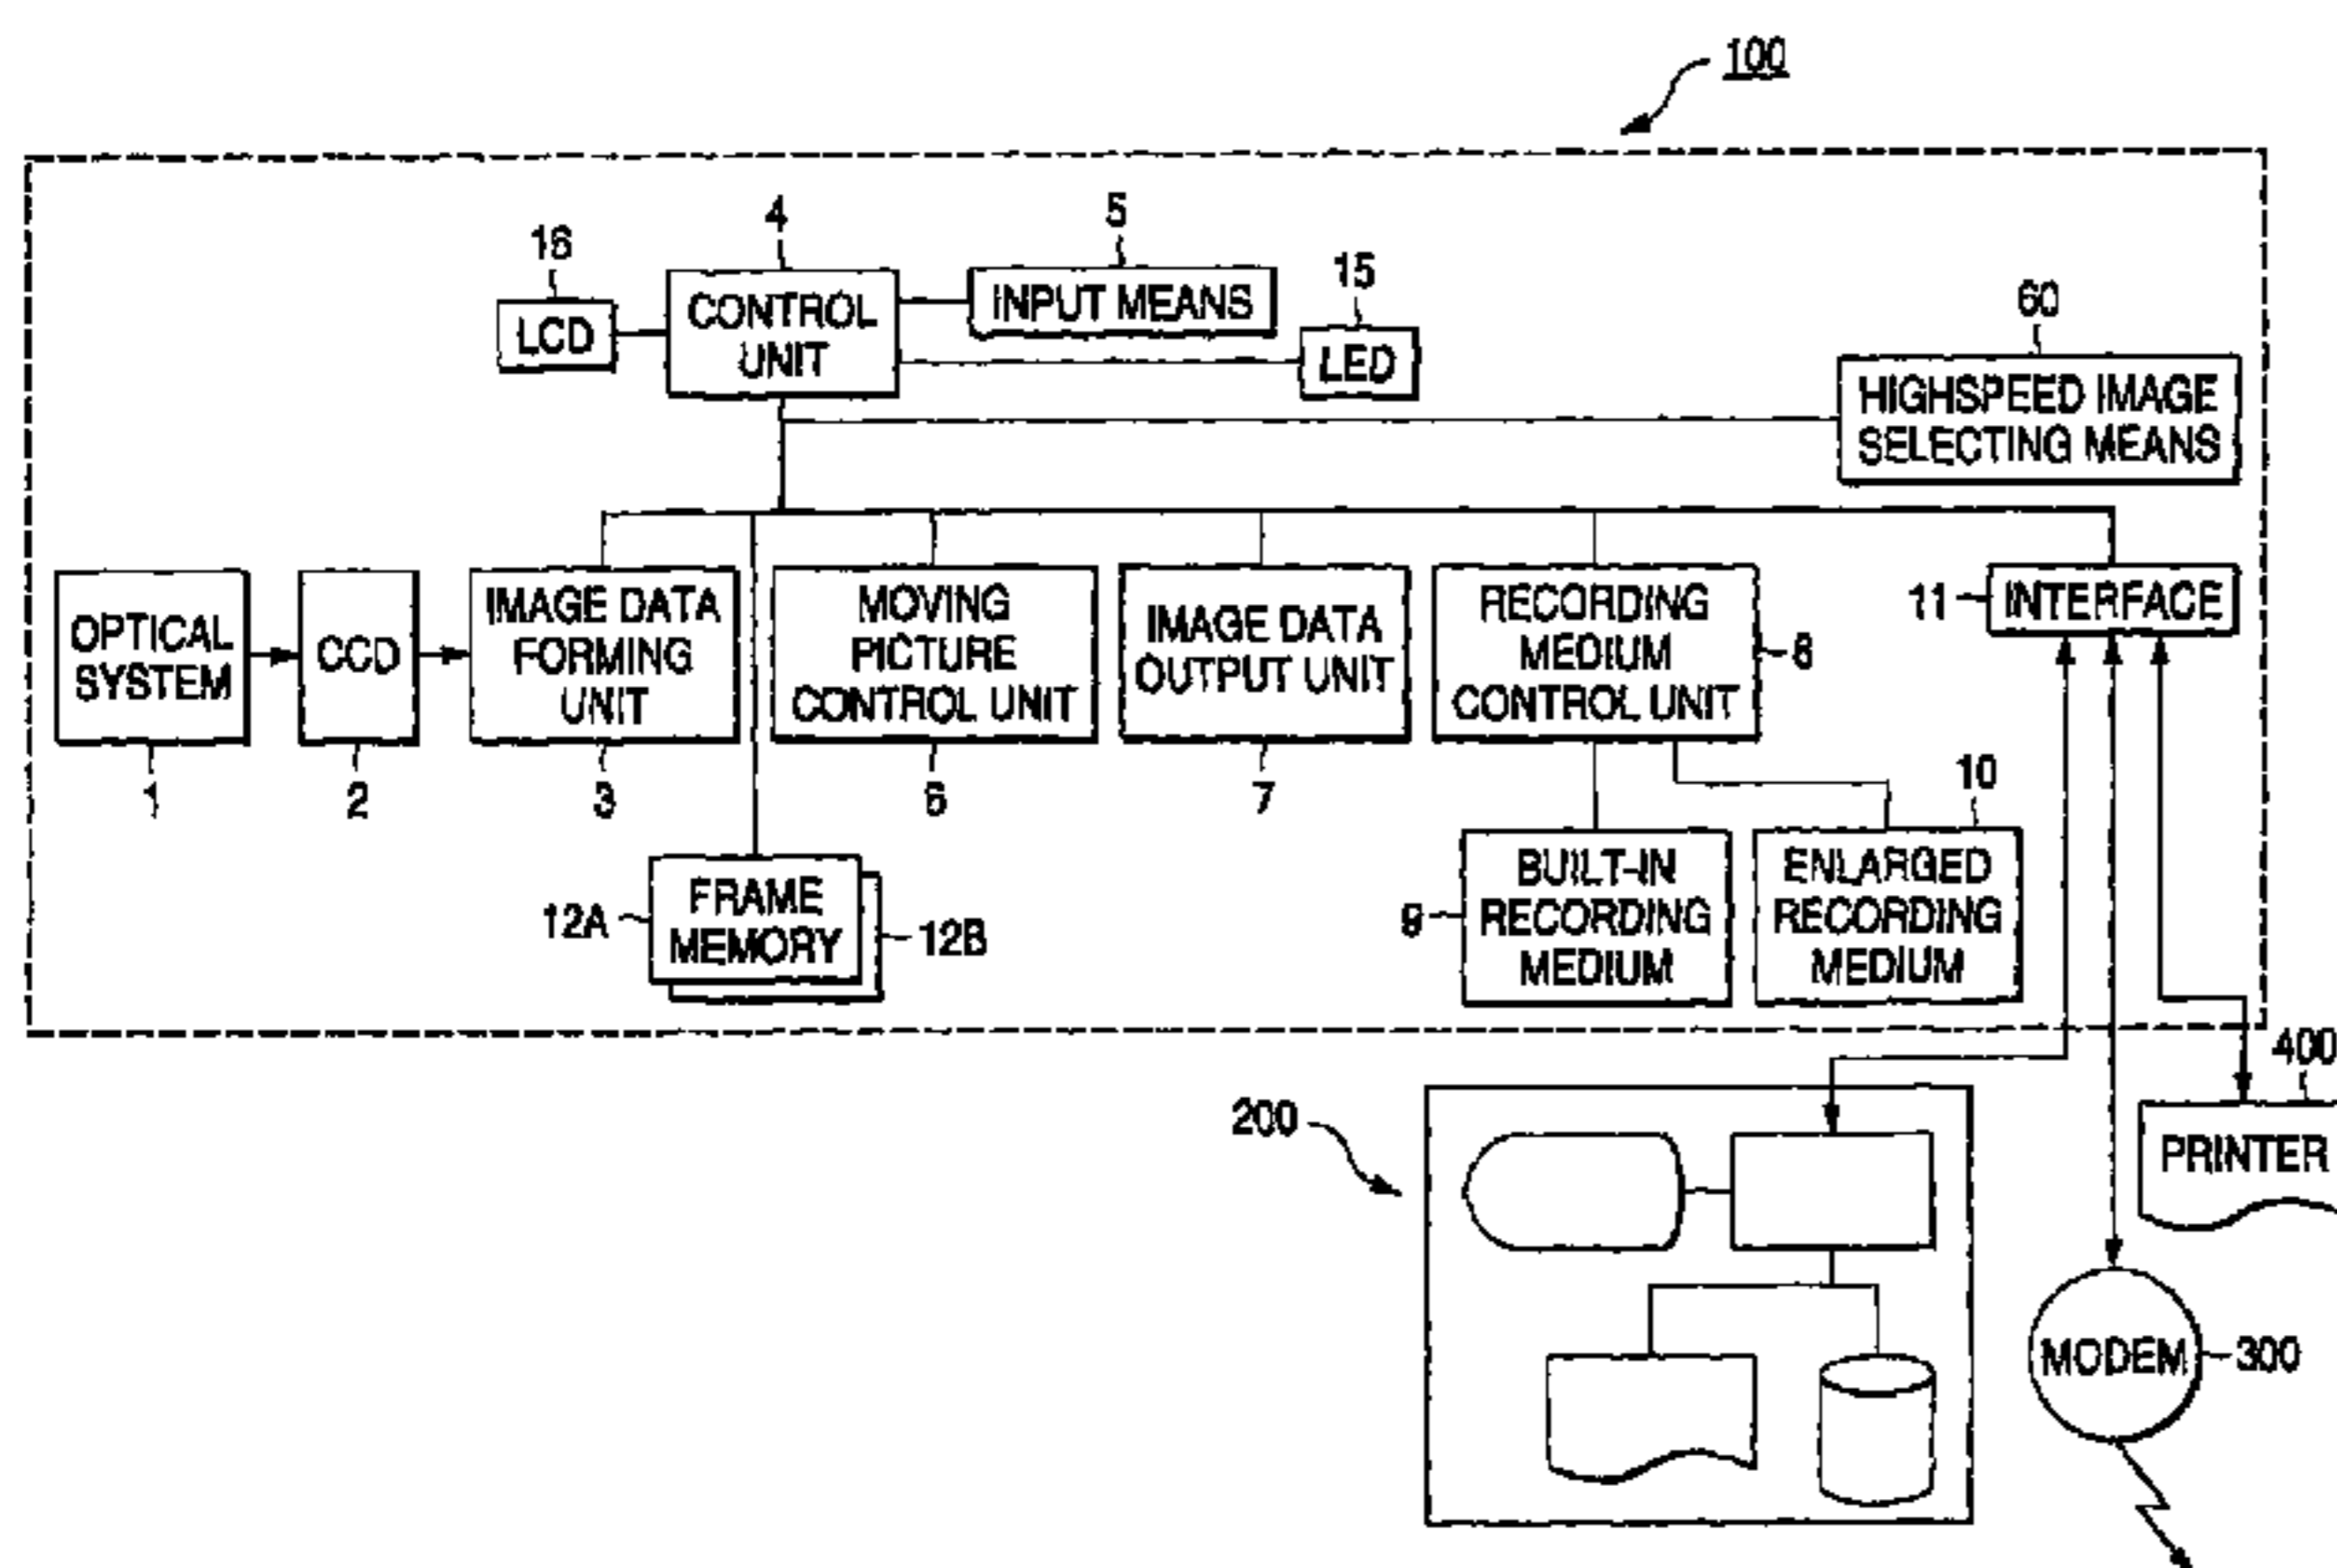 100
4
5
16
15
LCD
CONTROL
UNIT
INPUT MEANS
LED
60
HIGHSPEED IMAGE
SELECTING MEANS
OPTICAL
SYSTEM
CCD
IMAGE DATA
FORMING
UNIT
MOVING
PICTURE
CONTROL UNIT
IMAGE DATA
OUTPUT UNIT
RECORDING
MEDIUM
CONTROL UNIT
8
11
INTERFACE
1
2
3
6
7
10
12A
FRAME
MEMORY
12B
9
BUILT-IN
RECORDING
MEDIUM
ENLARGED
RECORDING
MEDIUM
200
400
PRINTER
MODEM
300